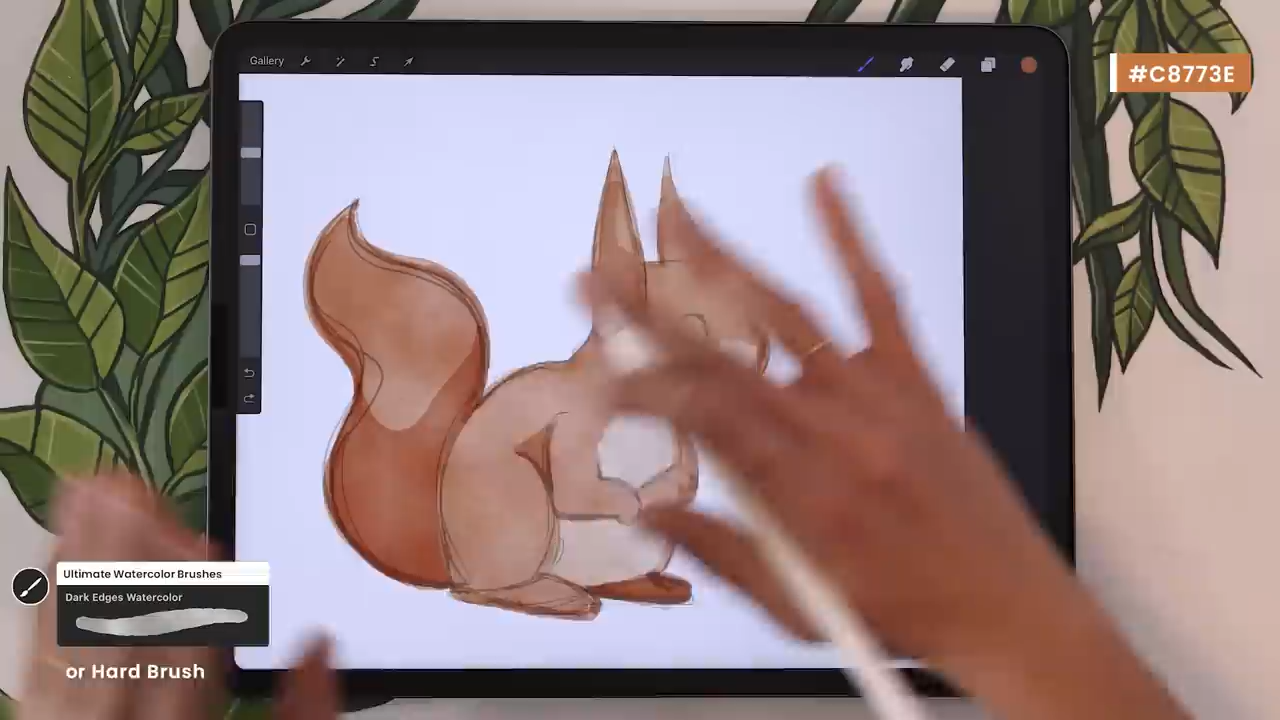 Gallery
#C8773E
Ultimate Watercolor Brushes
Dark Edges Watercolor
or Hard Brush